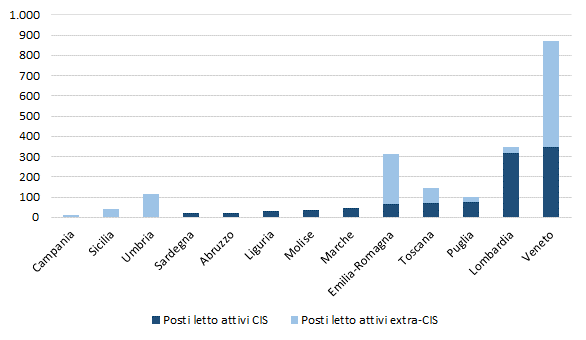 1.000
900
800
700
600
500
400
300
200
100
0
Campania
Sicilia
Umbria
Sardegna
Abruzzo
Liguria
Molise
Marche
Emilia-Romagna
Toscana
Puglia
Lombardia
Veneto
Posti letto attivi CIS
Posti letto attivi extra-CIS